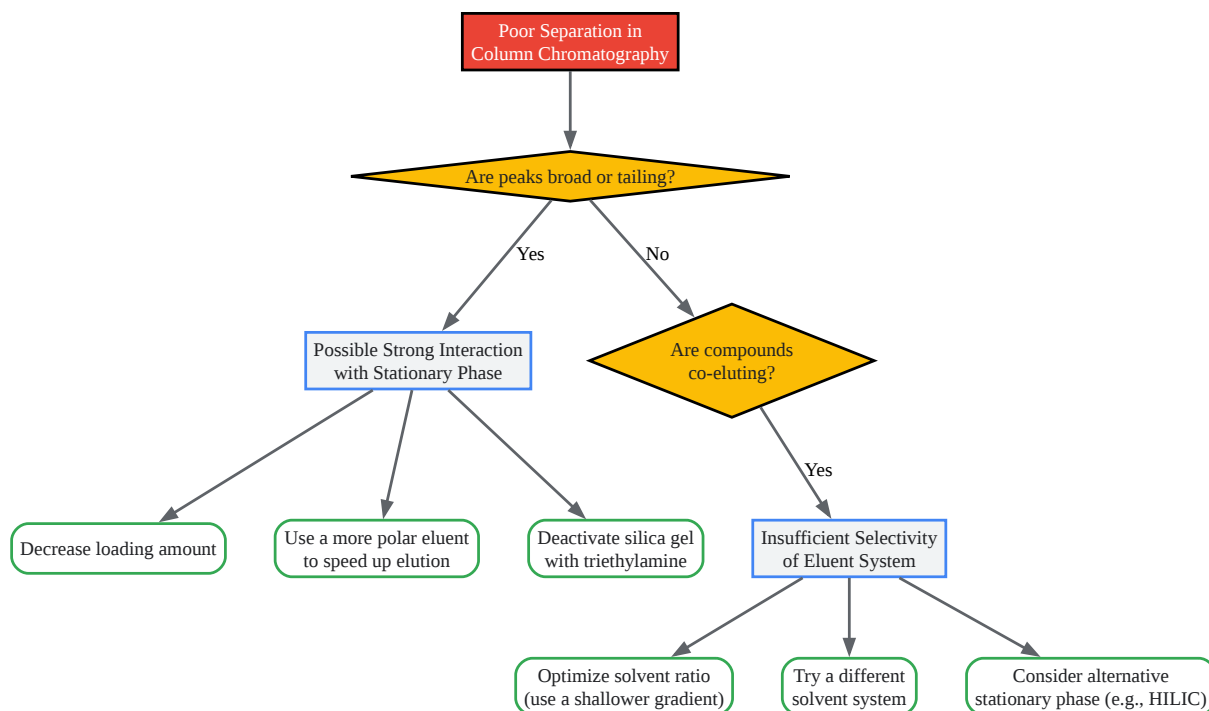 Poor Separation in
Column Chromatography
Are peaks broad or tailing?
Yes
No
Possible Strong Interaction
with Stationary Phase
Are compounds
co-eluting?
Yes
Decrease loading amount
Use a more polar eluent
to speed up elution
Deactivate silica gel
with triethylamine
Insufficient Selectivity
of Eluent System
Optimize solvent ratio
(use a shallower gradient)
Try a different
solvent system
Consider alternative
stationary phase (e.g., HILIC)